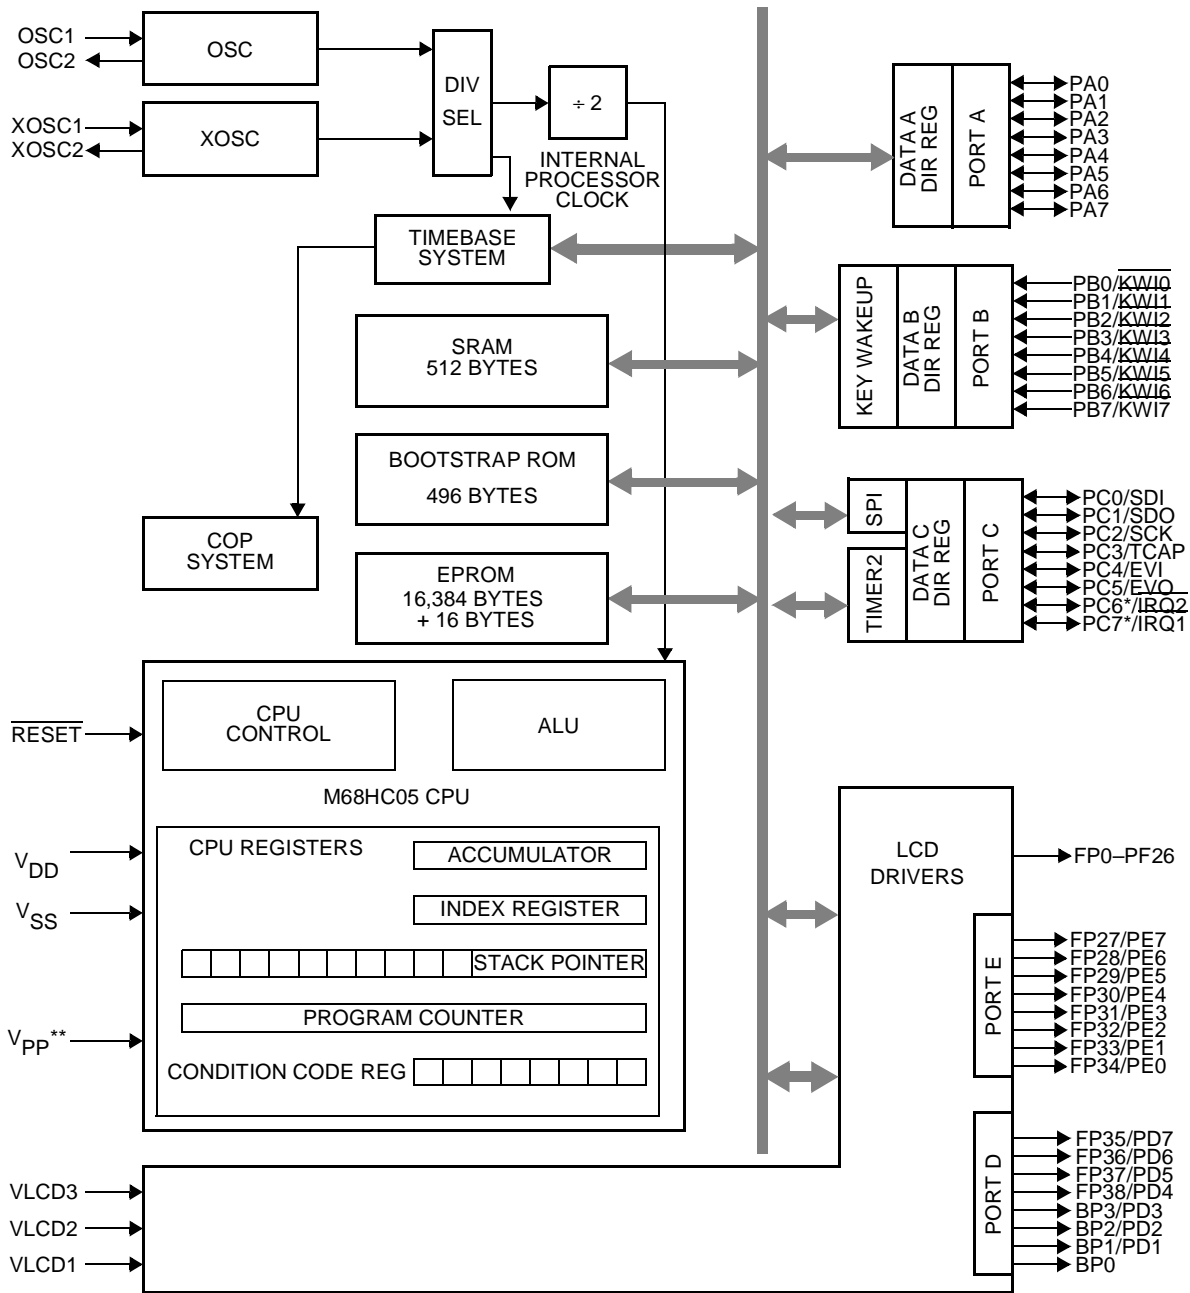 OSC1
OSC2
OSC
XOSC1
XOSC2
XOSC
DIV
SEL
÷ 2
INTERNAL
PROCESSOR
CLOCK
TIMEBASE
SYSTEM
SRAM
512 BYTES
BOOTSTRAP ROM
496 BYTES
COP
SYSTEM
EPROM
16,384 BYTES
+ 16 BYTES
RESET
CPU
CONTROL
ALU
M68HC05 CPU
VDD
VSS
VPP**
CPU REGISTERS
ACCUMULATOR
INDEX REGISTER
STACK POINTER
PROGRAM COUNTER
CONDITION CODE REG
VLCD3
VLCD2
VLCD1
DATA A
DIR REG
PORT A
PA0
PA1
PA2
PA3
PA4
PA5
PA6
PA7
KEY WAKEUP
DATA B
DIR REG
PORT B
PB0/KWI0
PB1/KWI1
PB2/KWI2
PB3/KWI3
PB4/KWI4
PB5/KWI5
PB6/KWI6
PB7/KWI7
SPI
TIMER2
DATA C
DIR REG
PORT C
PC0/SDI
PC1/SDO
PC2/SCK
PC3/TCAP
PC4/EVI
PC5/EVO
PC6*/IRQ2
PC7*/IRQ1
LCD
DRIVERS
FP0–PF26
PORT E
FP27/PE7
FP28/PE6
FP29/PE5
FP30/PE4
FP31/PE3
FP32/PE2
FP33/PE1
FP34/PE0
PORT D
FP35/PD7
FP36/PD6
FP37/PD5
FP38/PD4
BP3/PD3
BP2/PD2
BP1/PD1
BP0